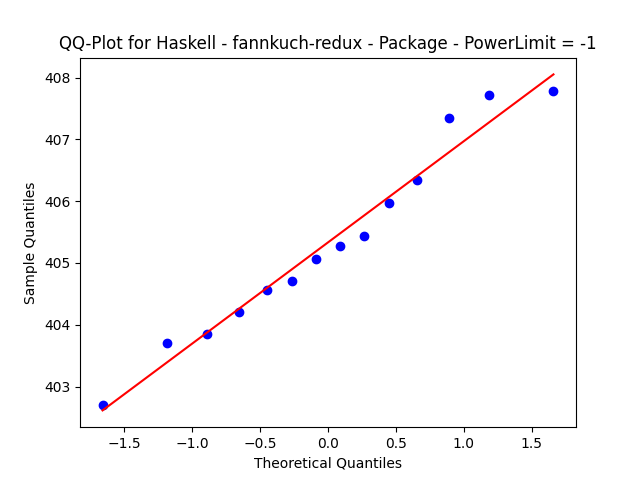 QQ-Plot for Haskell - fannkuch-redux - Package - PowerLimit = -1
408
407
406
405
404
403
Sample Quantiles
−1.5 −1.0 −0.5 0.0 0.5 1.0 1.5
Theoretical Quantiles